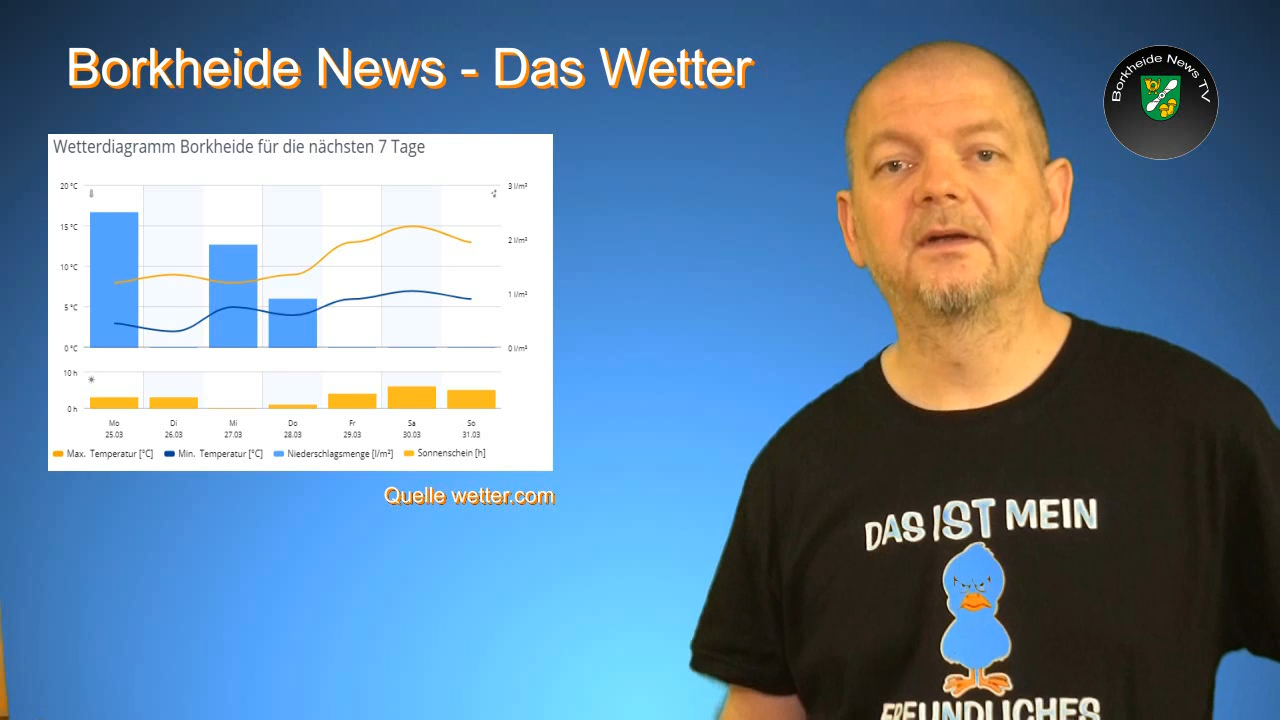 Borkheide News - Das Wetter
Borkheide News TV
Wetterdiagramm Borkheide für die nächsten 7 Tage
20 °C
3 l/m²
15 °C
2 l/m²
10 °C
1 l/m²
5 °C
0 °C
0 l/m²
10 h
0 h
Mo Di Mi Do Fr Sa So
25.03 26.03 27.03 28.03 29.03 30.03 31.03
Max. Temperatur [°C] Min. Temperatur [°C] Niederschlagsmenge [l/m²] Sonnenschein [h]
Quelle wetter.com
DAS IST MEIN
FREUNDLICHES